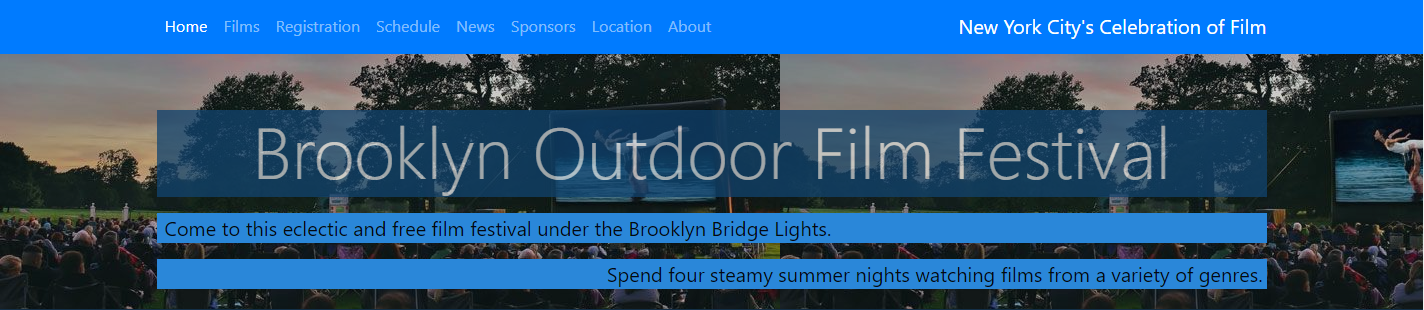 Home Films Registration Schedule News Sponsors Location About New York City's Celebration of Film
Brooklyn Outdoor Film Festival
Come to this eclectic and free film festival under the Brooklyn Bridge Lights.
Spend four steamy summer nights watching films from a variety of genres.